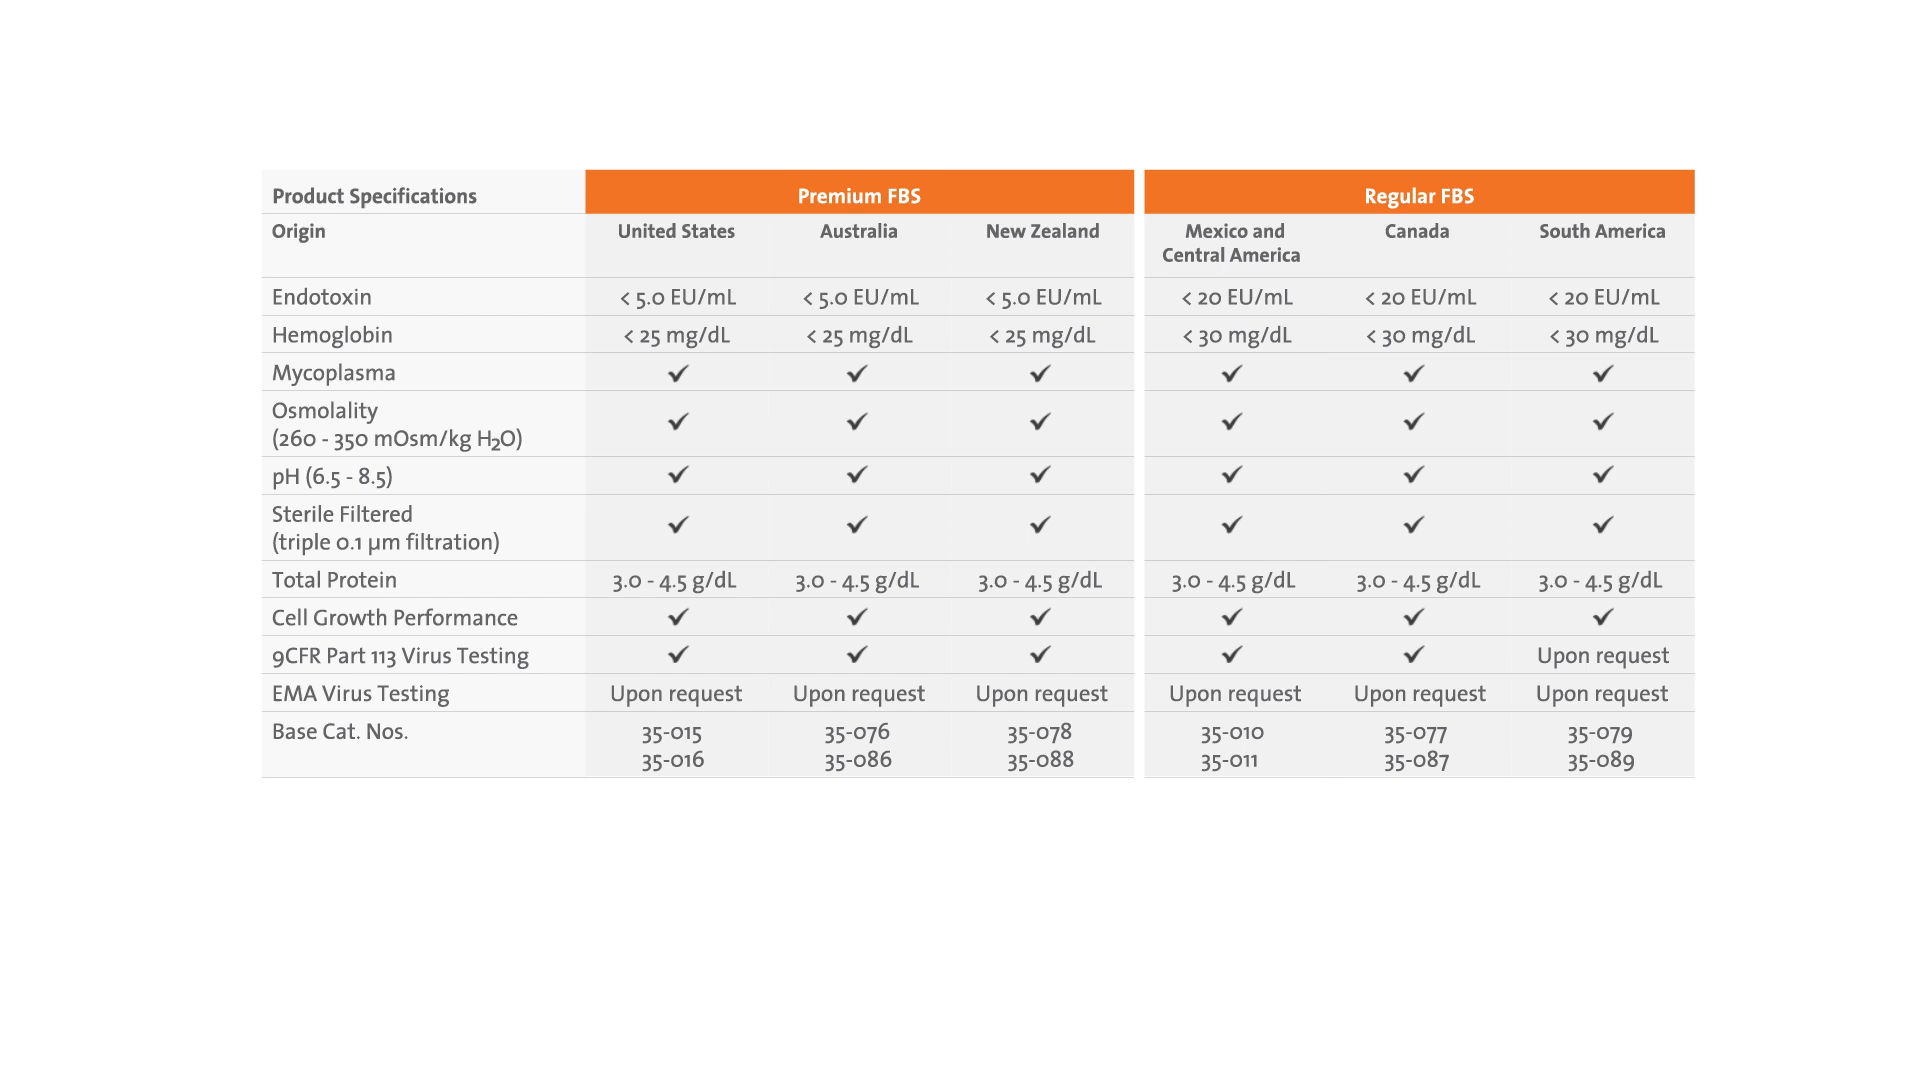 Product Specifications Premium FBS Regular FBS
Origin United States Australia New Zealand Mexico and Central America Canada South America
Endotoxin < 5.0 EU/mL < 5.0 EU/mL < 5.0 EU/mL < 20 EU/mL < 20 EU/mL < 20 EU/mL
Hemoglobin < 25 mg/dL < 25 mg/dL < 25 mg/dL < 30 mg/dL < 30 mg/dL < 30 mg/dL
Mycoplasma ✓ ✓ ✓ ✓ ✓ ✓
Osmolality
(260 - 350 mOsm/kg H₂O) ✓ ✓ ✓ ✓ ✓ ✓
pH (6.5 - 8.5) ✓ ✓ ✓ ✓ ✓ ✓
Sterile Filtered
(triple 0.1 µm filtration) ✓ ✓ ✓ ✓ ✓ ✓
Total Protein 3.0 - 4.5 g/dL 3.0 - 4.5 g/dL 3.0 - 4.5 g/dL 3.0 - 4.5 g/dL 3.0 - 4.5 g/dL 3.0 - 4.5 g/dL
Cell Growth Performance ✓ ✓ ✓ ✓ ✓ ✓
9CFR Part 113 Virus Testing ✓ ✓ ✓ ✓ ✓ Upon request
EMA Virus Testing Upon request Upon request Upon request Upon request Upon request Upon request
Base Cat. Nos. 35-015 35-076 35-078 35-010 35-077 35-079
35-016 35-086 35-088 35-011 35-087 35-089